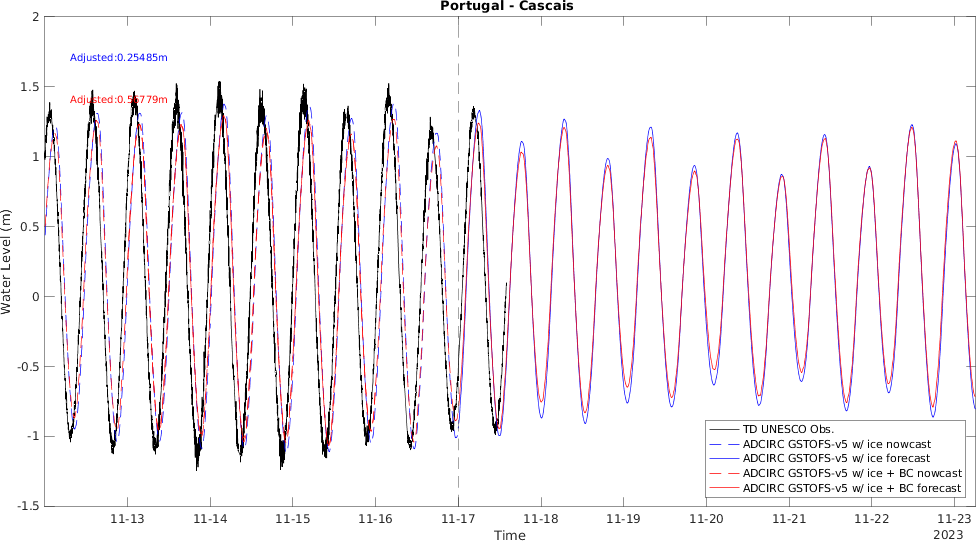 Portugal - Cascais
2
Adjusted:0.25485m
1.5
Adjusted:0.56779m
1
0.5
Water Level (m)
0
-0.5
-1
-1.5
TD UNESCO Obs.
ADCIRC GSTOFS-v5 w/ ice nowcast
ADCIRC GSTOFS-v5 w/ ice forecast
ADCIRC GSTOFS-v5 w/ ice + BC nowcast
ADCIRC GSTOFS-v5 w/ ice + BC forecast
11-13 11-14 11-15 11-16 11-17 11-18 11-19 11-20 11-21 11-22 11-23
Time
2023